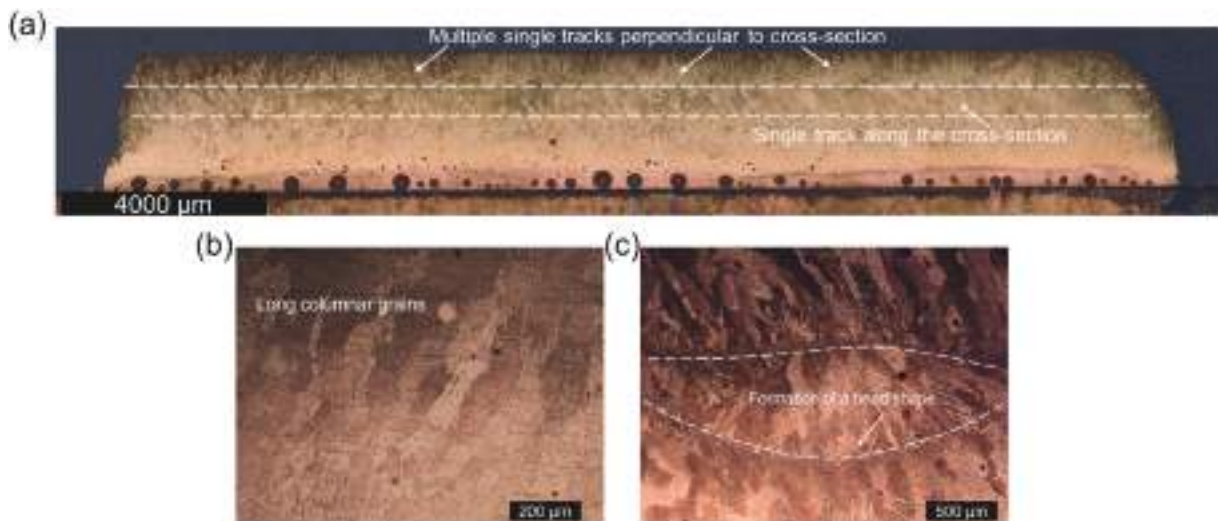 (a)
Multiple single tracks perpendicular to cross-section
Single track along the cross-section
4000 µm
(b)
Long columnar grains
200 µm
(c)
Formation of a bead shape
500 µm